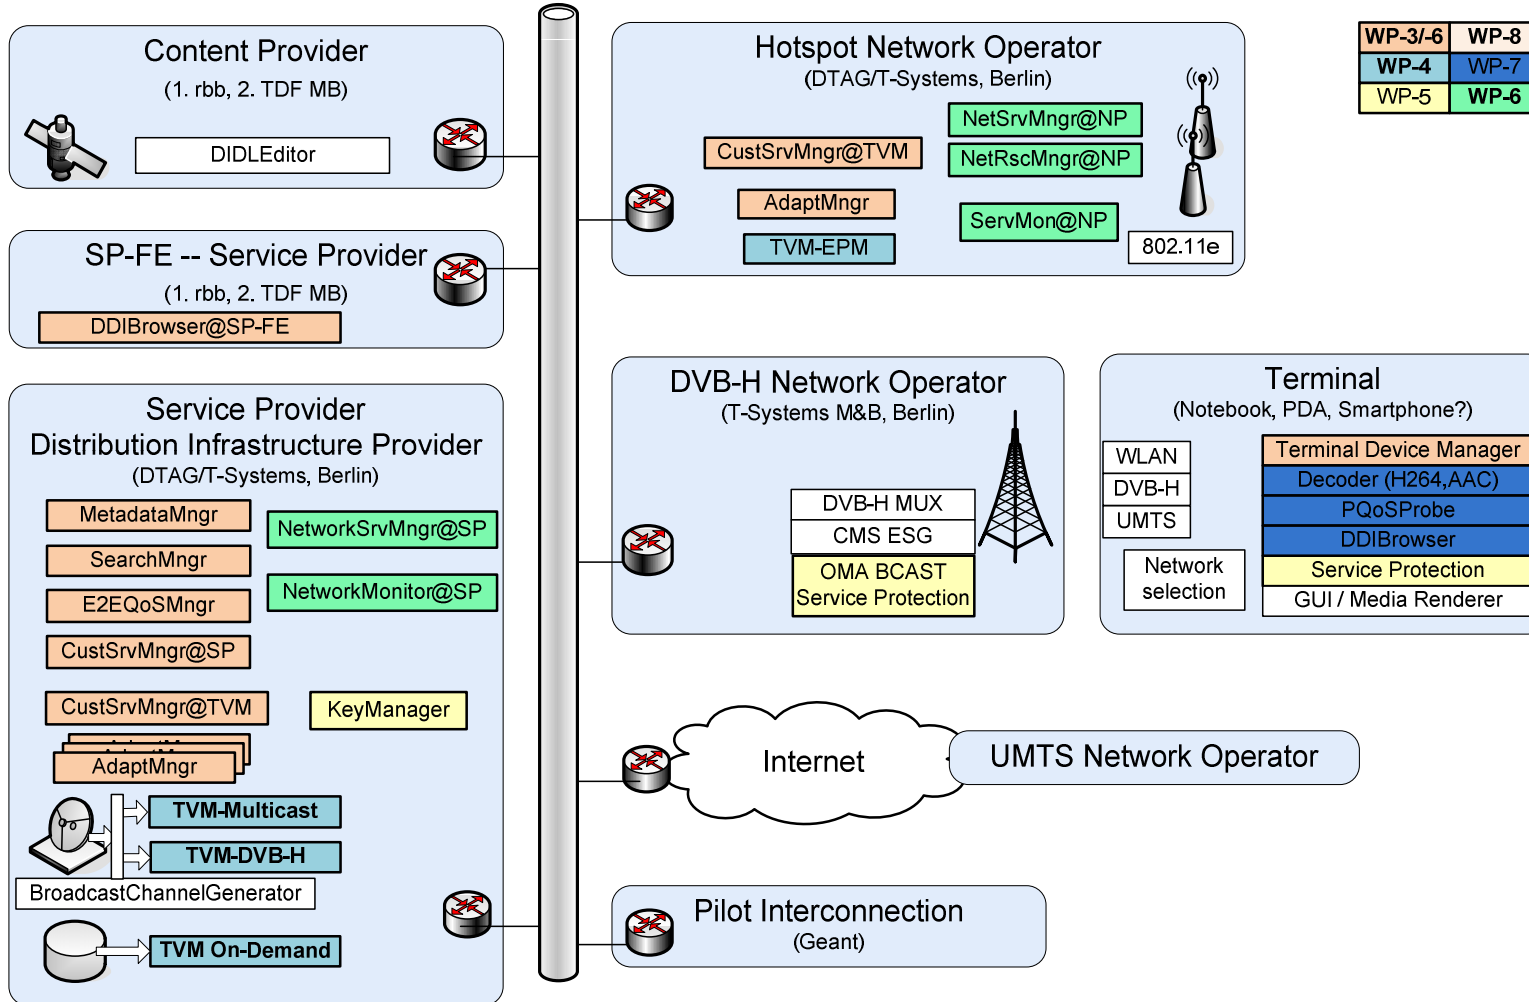 Content Provider
(1. rbb, 2. TDF MB)
DIDLEditor
SP-FE -- Service Provider
(1. rbb, 2. TDF MB)
DDIBrowser@SP-FE
Service Provider
Distribution Infrastructure Provider
(DTAG/T-Systems, Berlin)
MetadataMngr
NetworkSrvMngr@SP
SearchMngr
NetworkMonitor@SP
E2EQoSMngr
CustSrvMngr@SP
CustSrvMngr@TVM
KeyManager
AdaptMngr
TVM-Multicast
TVM-DVB-H
BroadcastChannelGenerator
TVM On-Demand
Hotspot Network Operator
(DTAG/T-Systems, Berlin)
NetSrvMngr@NP
CustSrvMngr@TVM
NetRscMngr@NP
AdaptMngr
ServMon@NP
TVM-EPM
802.11e
WP-3/-6 WP-8
WP-4 WP-7
WP-5 WP-6
DVB-H Network Operator
(T-Systems M&B, Berlin)
DVB-H MUX
CMS ESG
OMA BCAST
Service Protection
Terminal
(Notebook, PDA, Smartphone?)
WLAN
DVB-H
UMTS
Network
selection
Terminal Device Manager
Decoder (H264,AAC)
PQoSProbe
DDIBrowser
Service Protection
GUI / Media Renderer
Internet
UMTS Network Operator
Pilot Interconnection
(Geant)